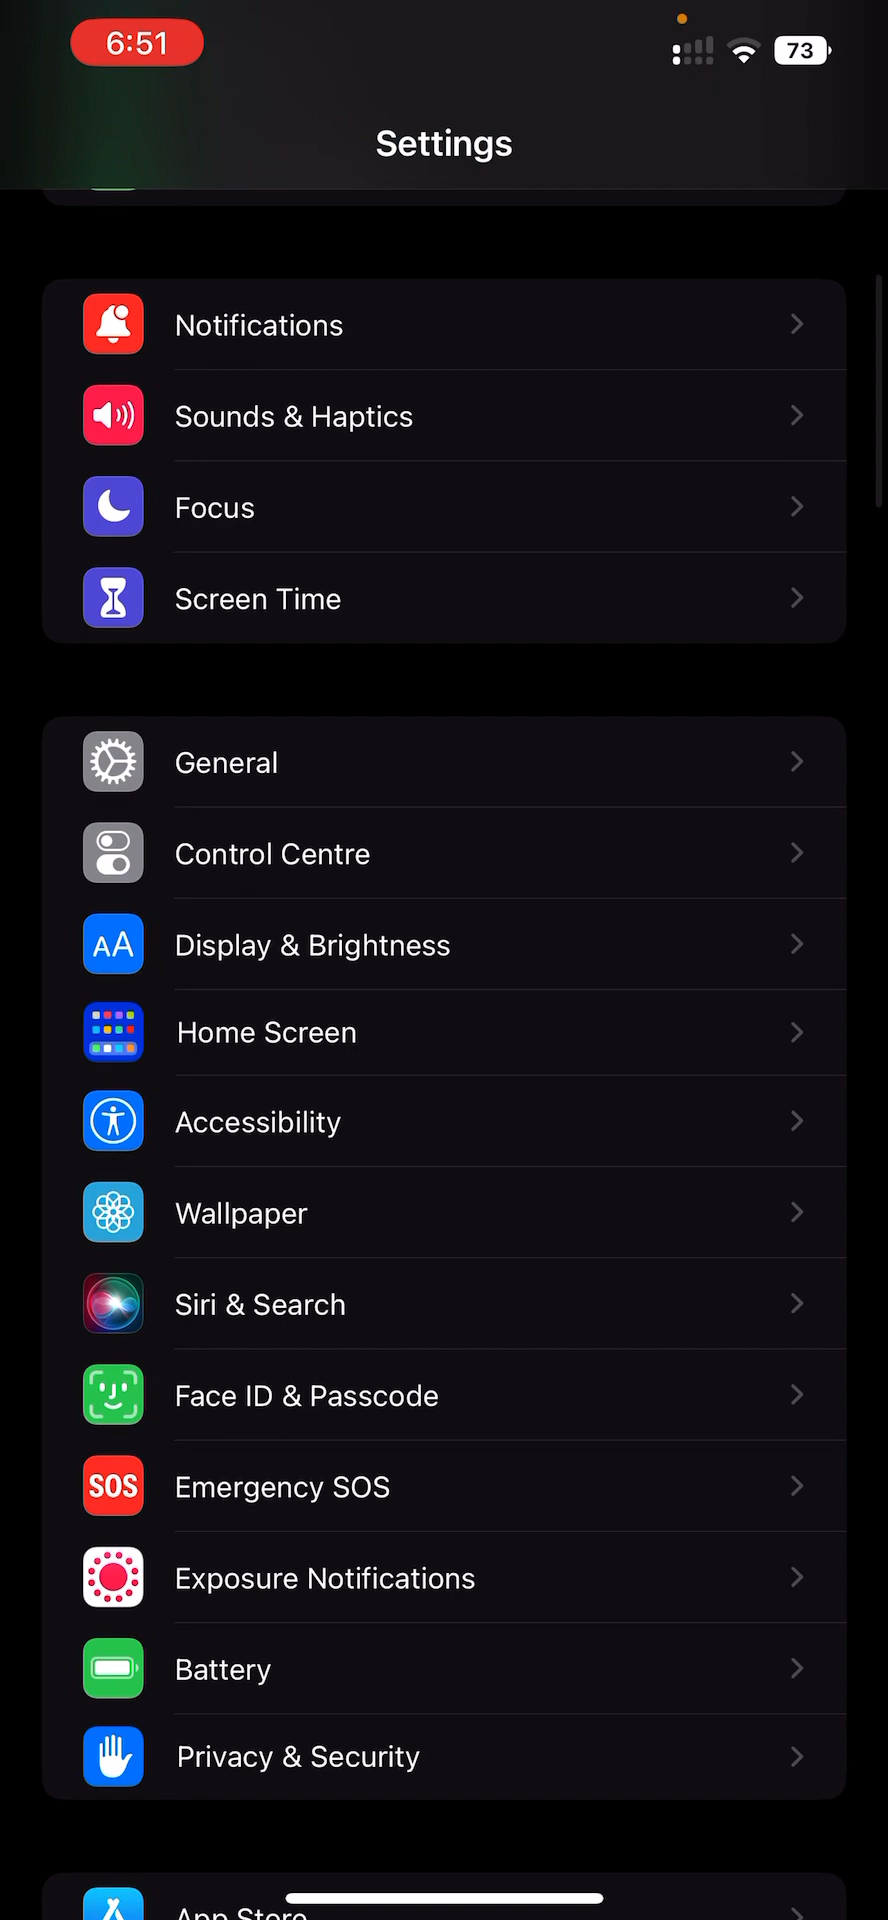 6:51
73
Settings
Notifications
Sounds & Haptics
Focus
Screen Time
General
Control Centre
AA Display & Brightness
Home Screen
Accessibility
Wallpaper
Siri & Search
Face ID & Passcode
SOS Emergency SOS
Exposure Notifications
Battery
Privacy & Security
App Store